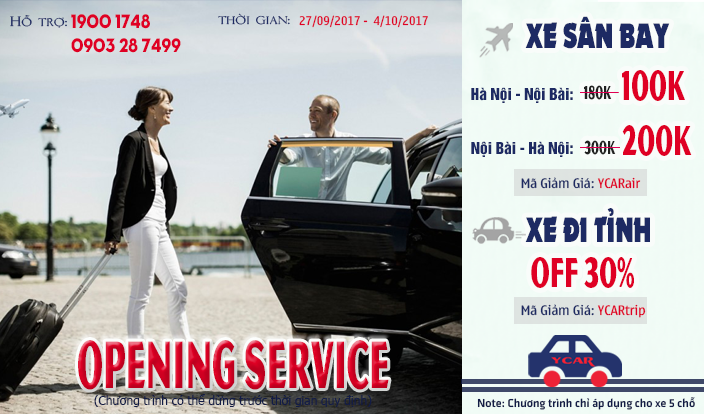 Hỗ trợ: 1900 1748
0903 28 7499
Thời gian: 27/09/2017 - 4/10/2017
XE SÂN BAY
Hà Nội - Nội Bài: 180K 100K
Nội Bài - Hà Nội: 300K 200K
Mã Giảm Giá: YCARair
XE ĐI TỈNH
OFF 30%
Mã Giảm Giá: YCARtrip
YCAR
OPENING SERVICE
(Chương trình có thể dừng trước thời gian quy định)
Note: Chương trình chỉ áp dụng cho xe 5 chỗ